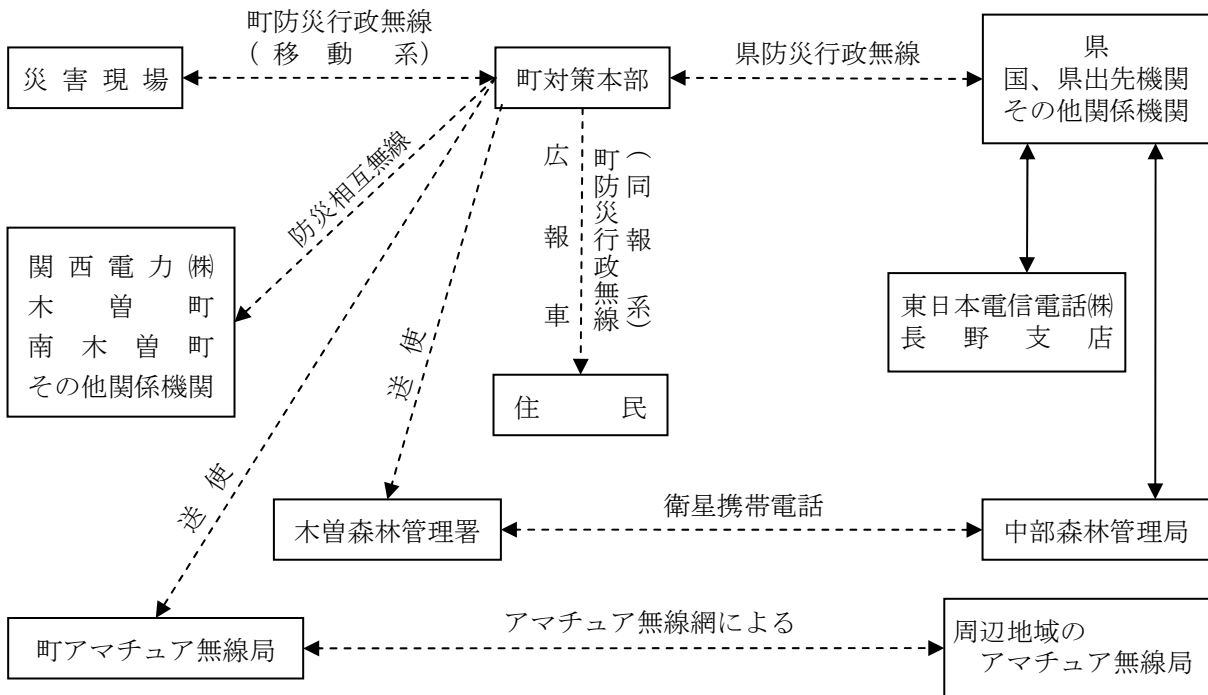 町防災行政無線
（移動系）
災害現場
町対策本部
県防災行政無線
県
国、県出先機関
その他関係機関
防災相互無線
広報車
町防災行政無線
（同報系）
関西電力㈱
木曽町
南木曽町
その他関係機関
東日本電信電話㈱
長野支店
送使
住民
送使
木曽森林管理署
衛星携帯電話
中部森林管理局
町アマチュア無線局
アマチュア無線網による
周辺地域の
アマチュア無線局